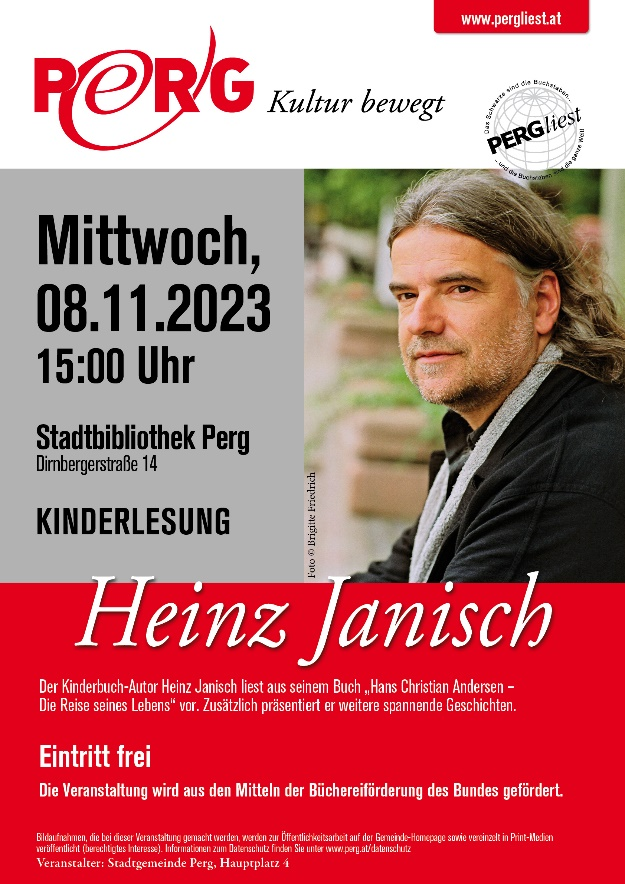 www.pergliest.at
PERG Kultur bewegt
Das Schwarze sind die Buchstaben...
PERGliest
- und die Buchstaben sind die ganze Welt!
Mittwoch,
08.11.2023
15:00 Uhr
Stadtbibliothek Perg
Dirnbergerstraße 14
KINDERLESUNG
Foto © Brigitte Friedrich
Heinz Janisch
Der Kinderbuch-Autor Heinz Janisch liest aus seinem Buch „Hans Christian Andersen –
Die Reise seines Lebens“ vor. Zusätzlich präsentiert er weitere spannende Geschichten.
Eintritt frei
Die Veranstaltung wird aus den Mitteln der Büchereiförderung des Bundes gefördert.
Bildaufnahmen, die bei dieser Veranstaltung gemacht werden, werden zur Öffentlichkeitsarbeit auf der Gemeinde-Homepage sowie vereinzelt in Print-Medien
veröffentlicht (berechtigtes Interesse). Informationen zum Datenschutz finden Sie unter www.perg.at/datenschutz
Veranstalter: Stadtgemeinde Perg, Hauptplatz 4